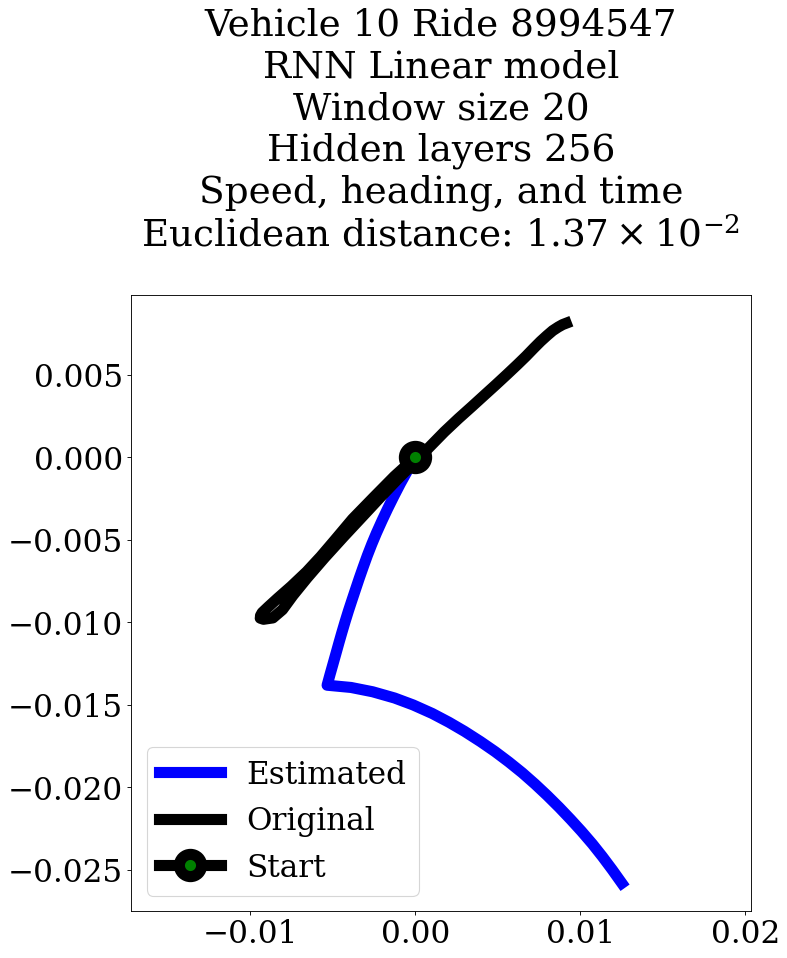 Vehicle 10 Ride 8994547
RNN Linear model
Window size 20
Hidden layers 256
Speed, heading, and time
Euclidean distance: 1.37 × 10⁻²
0.005
0.000
−0.005
−0.010
−0.015
−0.020
−0.025
Estimated
Original
Start
−0.01 0.00 0.01 0.02